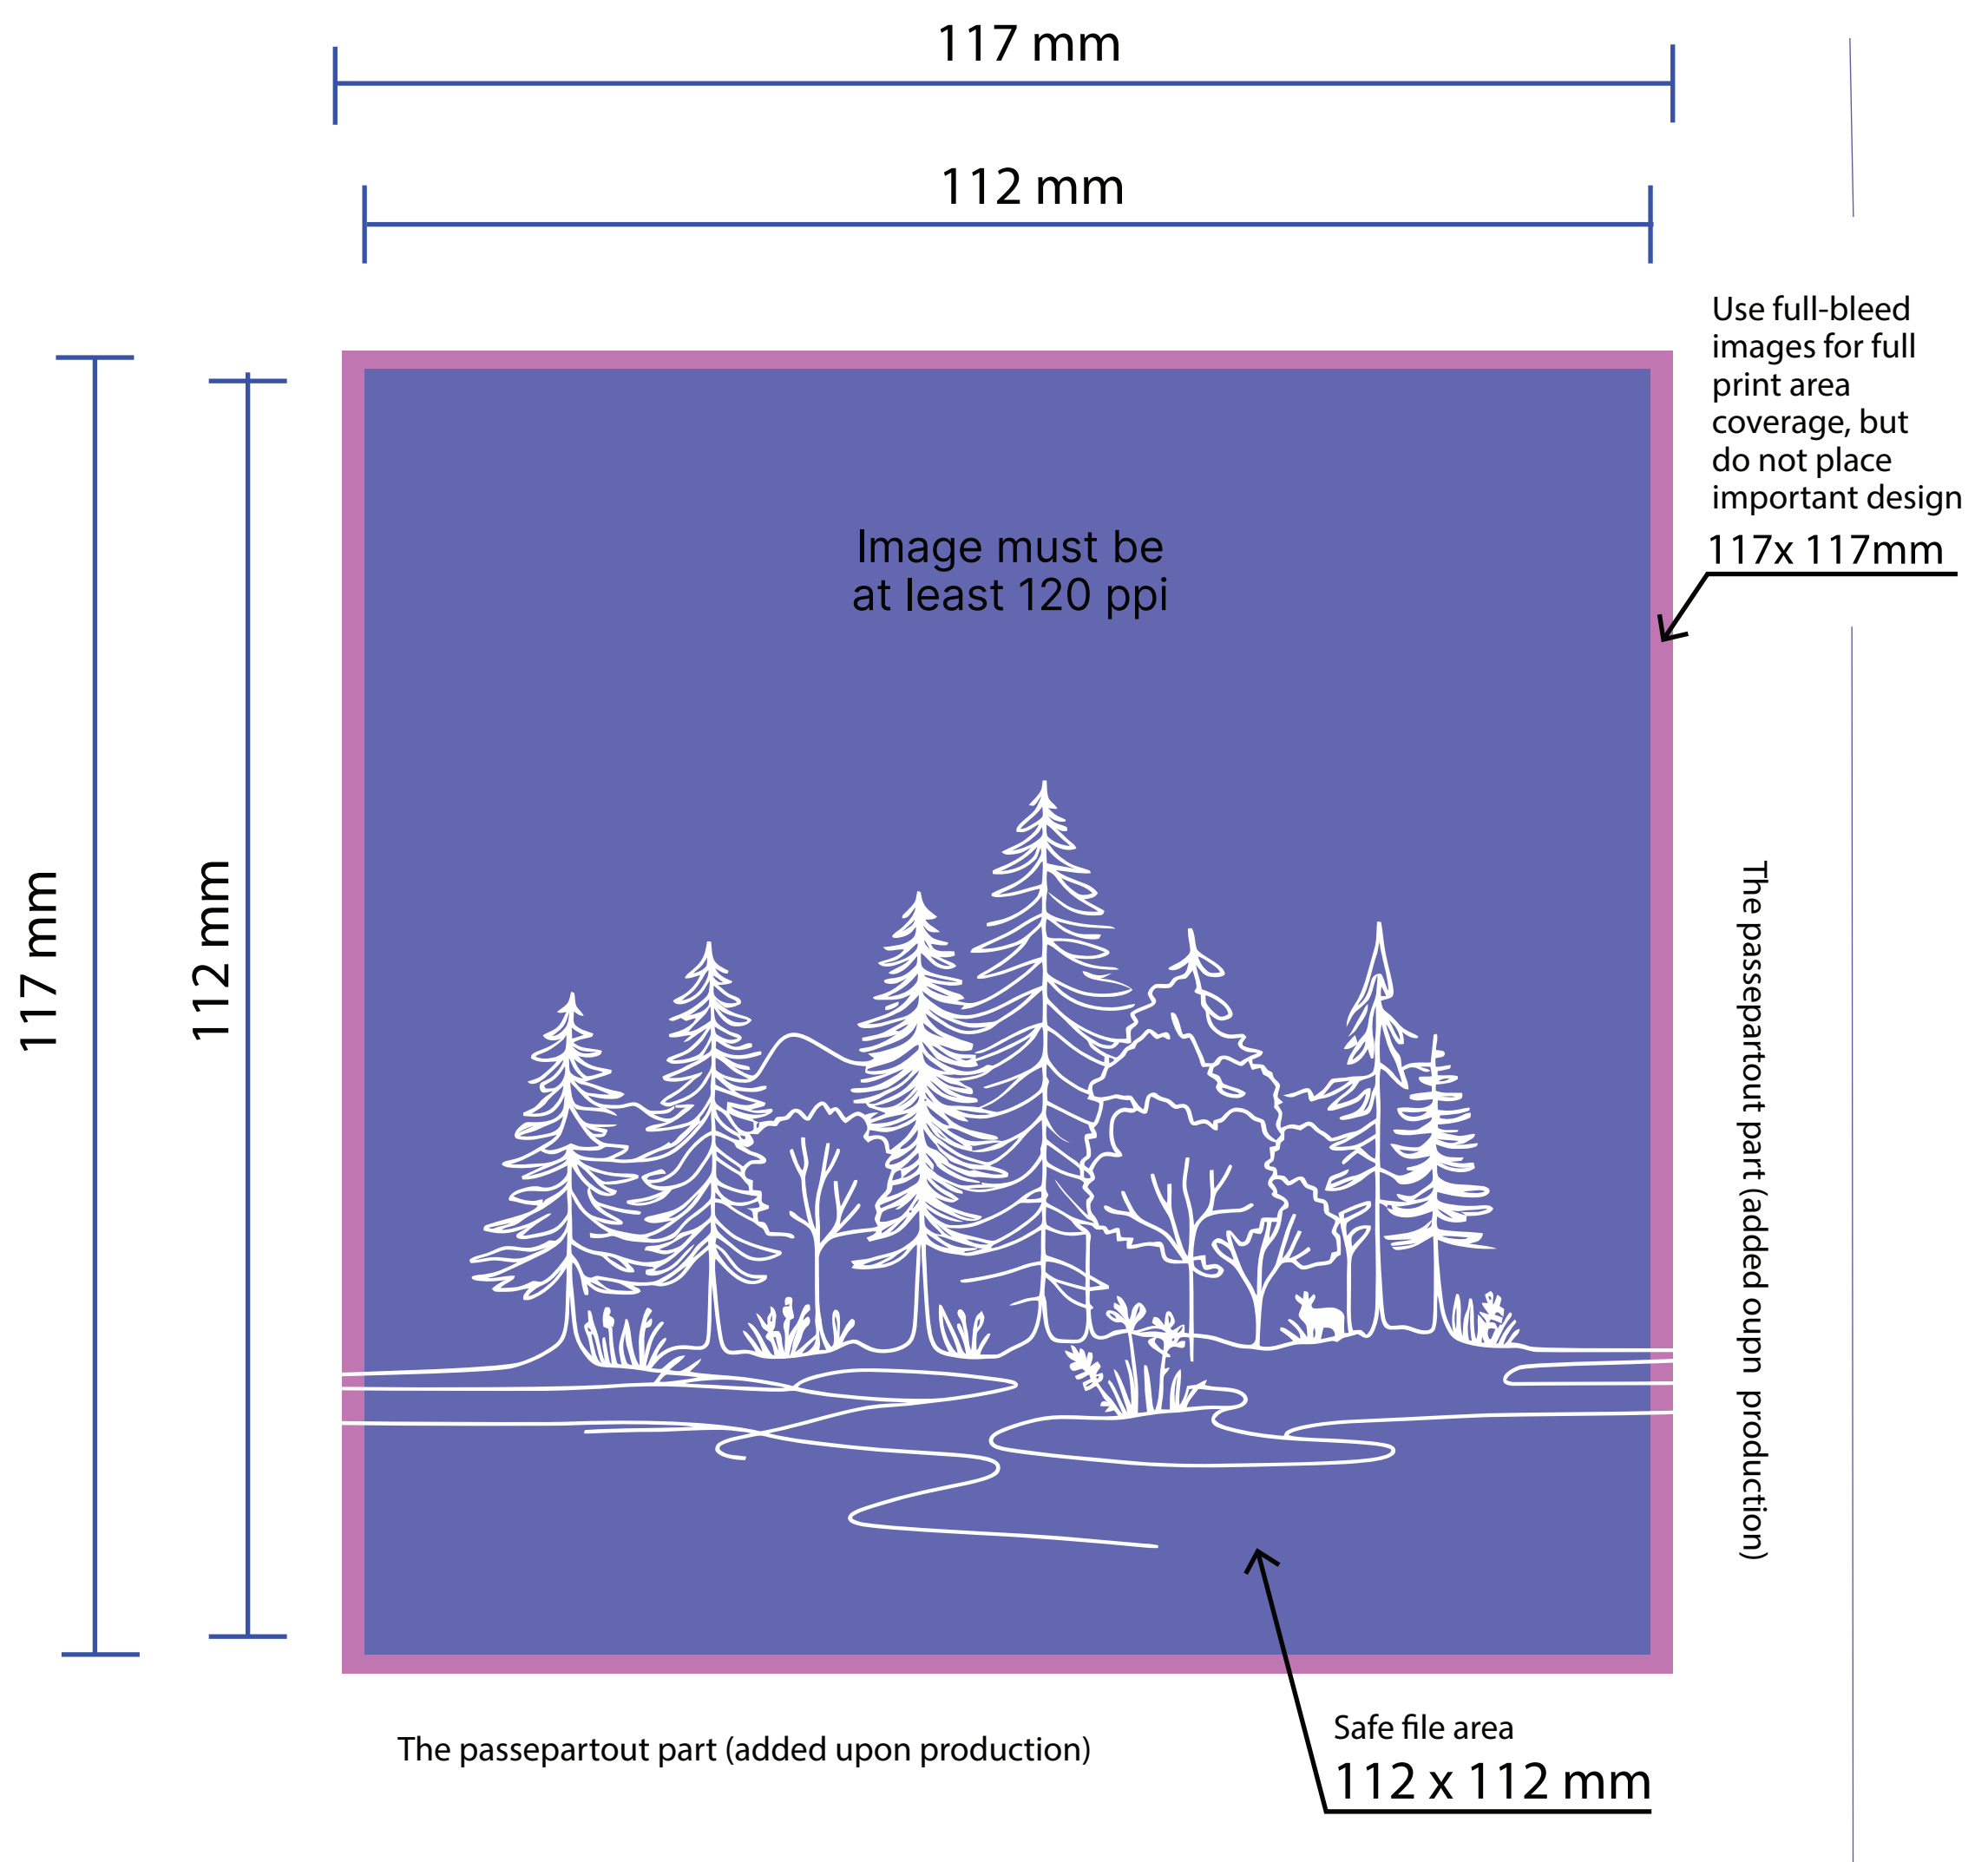 117 mm
112 mm
Use full-bleed
images for full
print area
coverage, but
do not place
important design
117x 117mm
Image must be
at least 120 ppi
117 mm
112 mm
The passepartout part (added oupn  production)
The passepartout part (added upon production)
Safe file area
112 x 112 mm